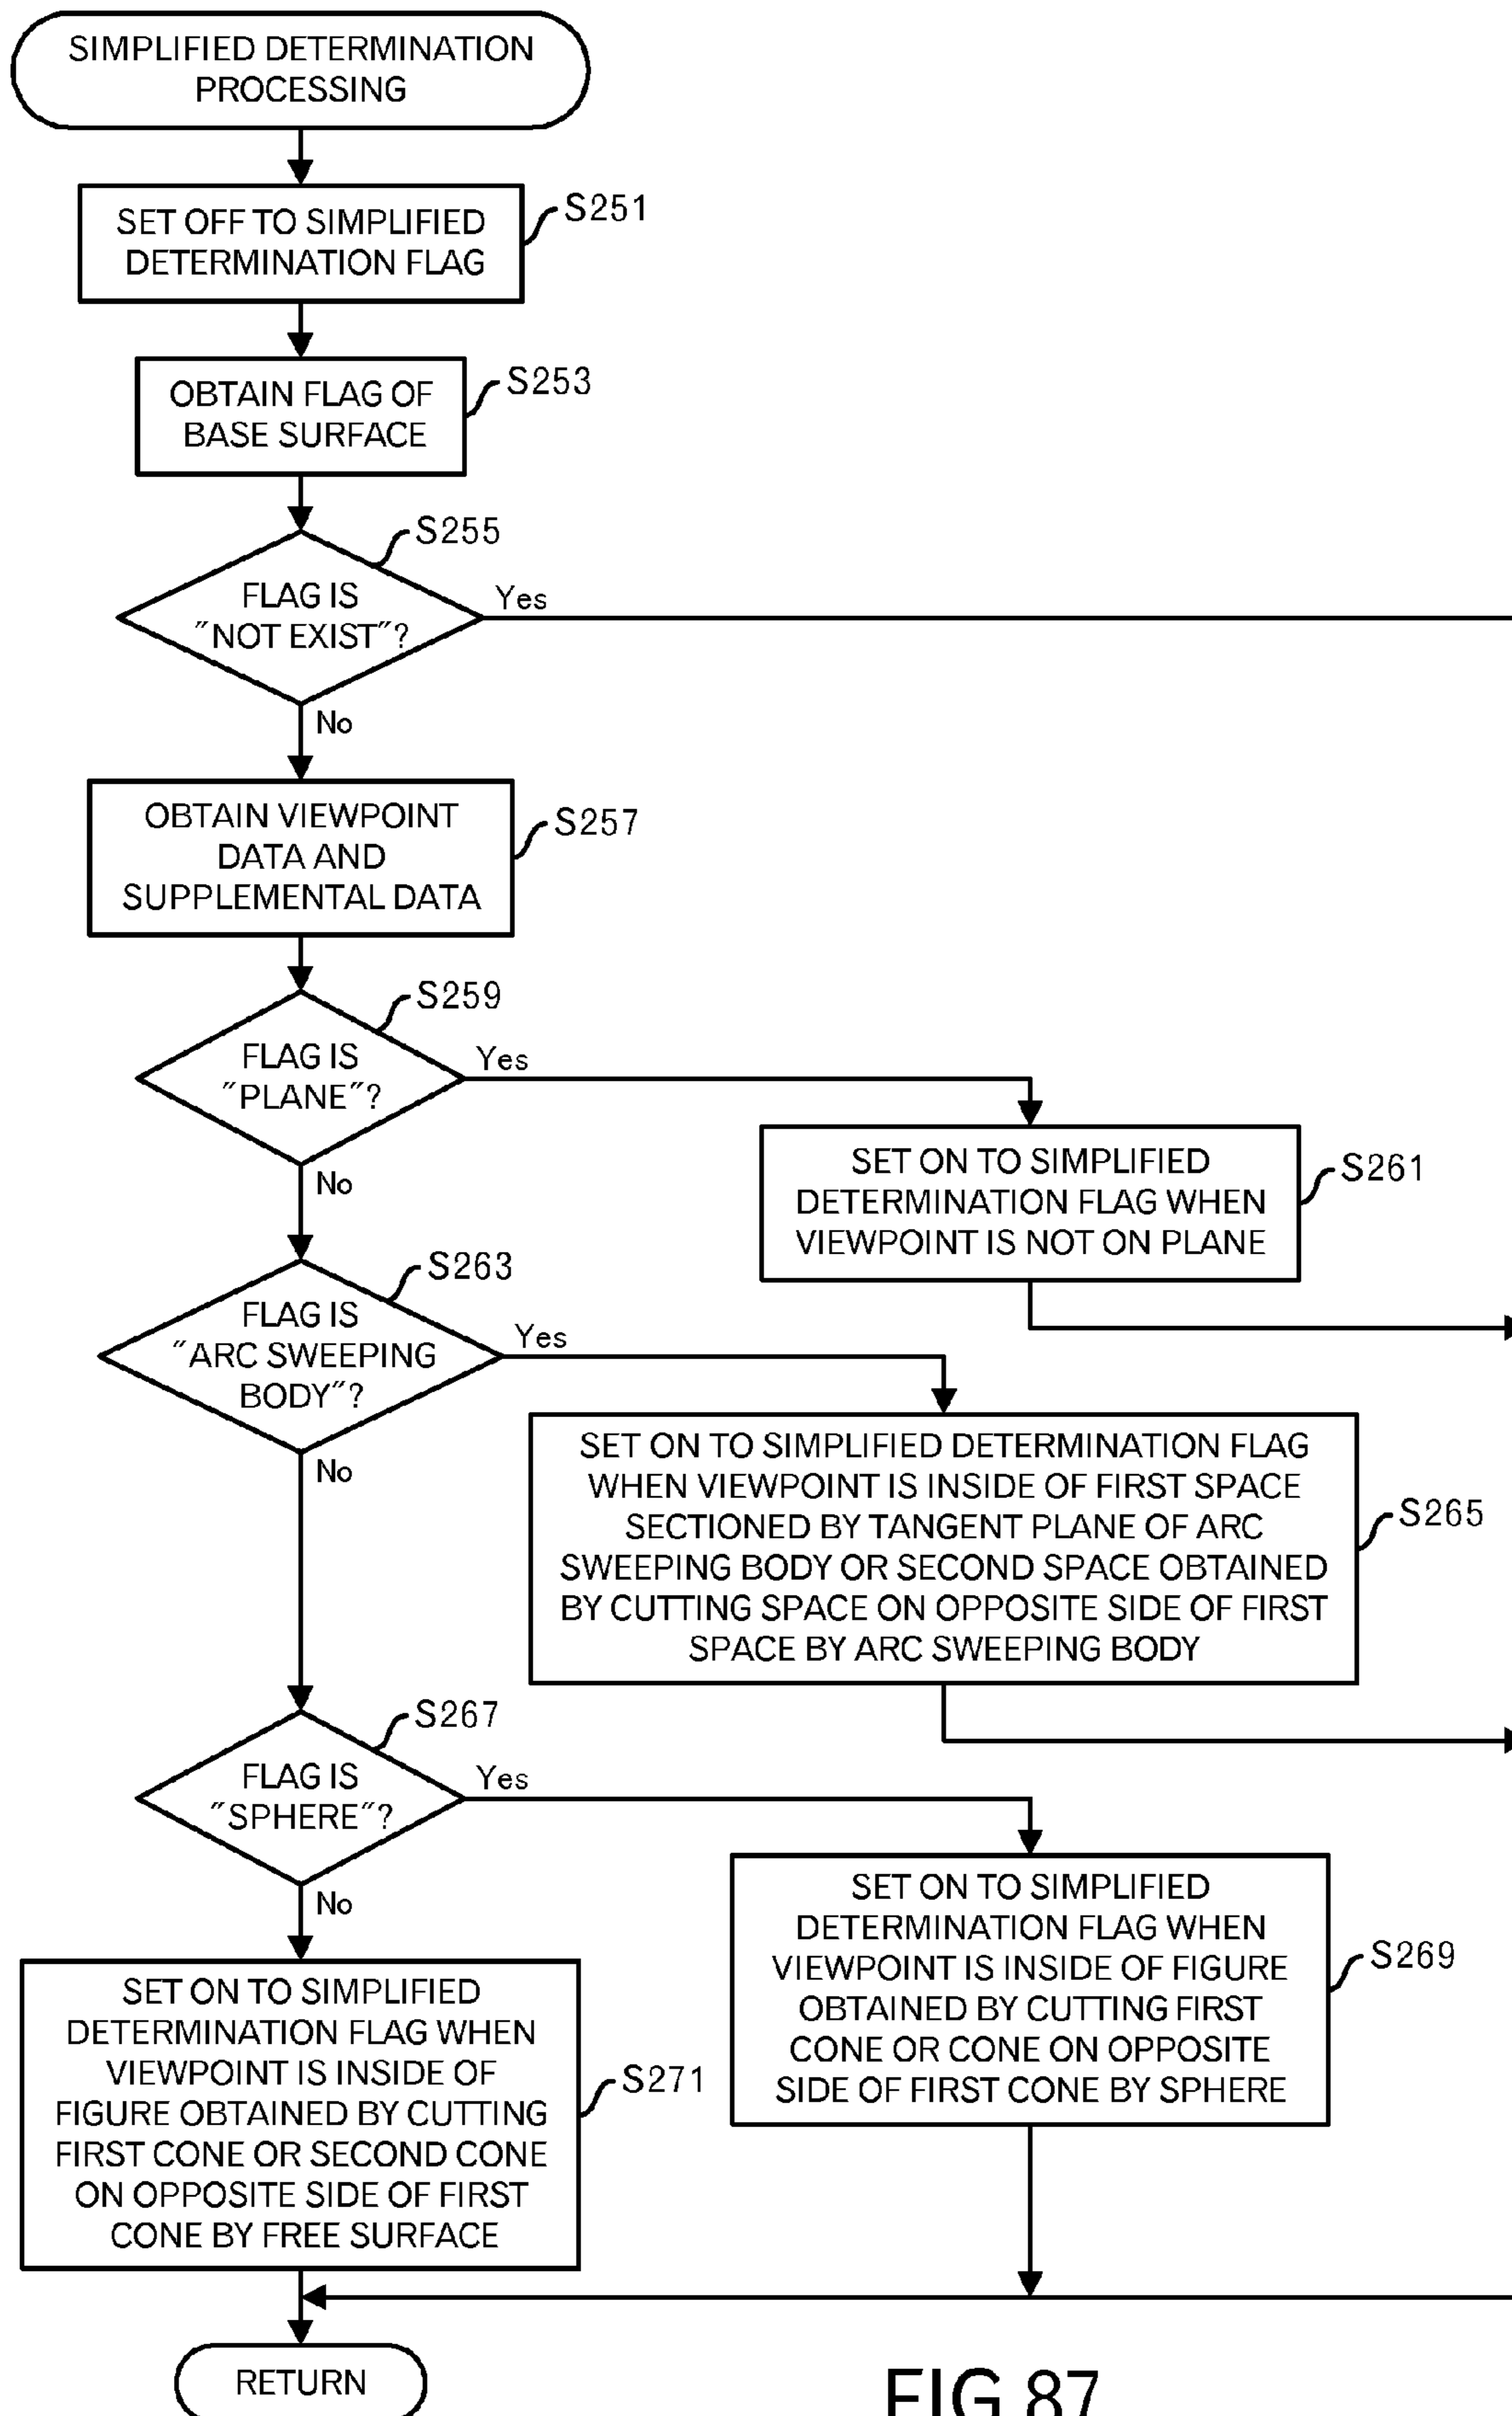 SIMPLIFIED DETERMINATION
PROCESSING
SET OFF TO SIMPLIFIED
DETERMINATION FLAG
S251
OBTAIN FLAG OF
BASE SURFACE
S253
FLAG IS
"NOT EXIST"?
S255
Yes
No
OBTAIN VIEWPOINT
DATA AND
SUPPLEMENTAL DATA
S257
FLAG IS
"PLANE"?
S259
Yes
No
SET ON TO SIMPLIFIED
DETERMINATION FLAG WHEN
VIEWPOINT IS NOT ON PLANE
S261
FLAG IS
"ARC SWEEPING
BODY"?
S263
Yes
No
SET ON TO SIMPLIFIED DETERMINATION FLAG
WHEN VIEWPOINT IS INSIDE OF FIRST SPACE
SECTIONED BY TANGENT PLANE OF ARC
SWEEPING BODY OR SECOND SPACE OBTAINED
BY CUTTING SPACE ON OPPOSITE SIDE OF FIRST
SPACE BY ARC SWEEPING BODY
S265
FLAG IS
"SPHERE"?
S267
Yes
No
SET ON TO SIMPLIFIED
DETERMINATION FLAG WHEN
VIEWPOINT IS INSIDE OF FIGURE
OBTAINED BY CUTTING FIRST
CONE OR CONE ON OPPOSITE
SIDE OF FIRST CONE BY SPHERE
S269
SET ON TO SIMPLIFIED
DETERMINATION FLAG WHEN
VIEWPOINT IS INSIDE OF
FIGURE OBTAINED BY CUTTING
FIRST CONE OR SECOND CONE
ON OPPOSITE SIDE OF FIRST
CONE BY FREE SURFACE
S271
RETURN
FIG.87